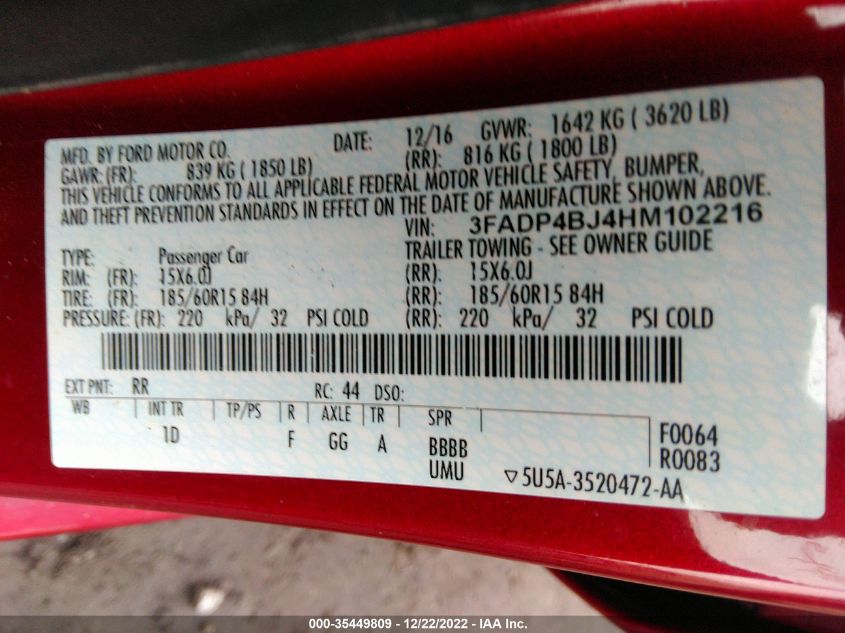 MFD. BY FORD MOTOR CO. DATE: 12/16 GVWR: 1642 KG ( 3620 LB)
GAWR: (FR): 839 KG ( 1850 LB) (RR): 816 KG ( 1800 LB)
THIS VEHICLE CONFORMS TO ALL APPLICABLE FEDERAL MOTOR VEHICLE SAFETY, BUMPER,
AND THEFT PREVENTION STANDARDS IN EFFECT ON THE DATE OF MANUFACTURE SHOWN ABOVE.
VIN: 3FADP4BJ4HM102216
TYPE: Passenger Car TRAILER TOWING - SEE OWNER GUIDE
RIM: (FR): 15X6.0J (RR): 15X6.0J
TIRE: (FR): 185/60R15 84H (RR): 185/60R15 84H
PRESSURE: (FR): 220 kPa/ 32 PSI COLD (RR): 220 kPa/ 32 PSI COLD
EXT PNT: RR RC: 44 DSO:
WB INT TR TP/PS R AXLE TR SPR
1D F GG A BBBB F0064
UMU R0083
▽5U5A-3520472-AA
000-35449809 - 12/22/2022 - IAA Inc.